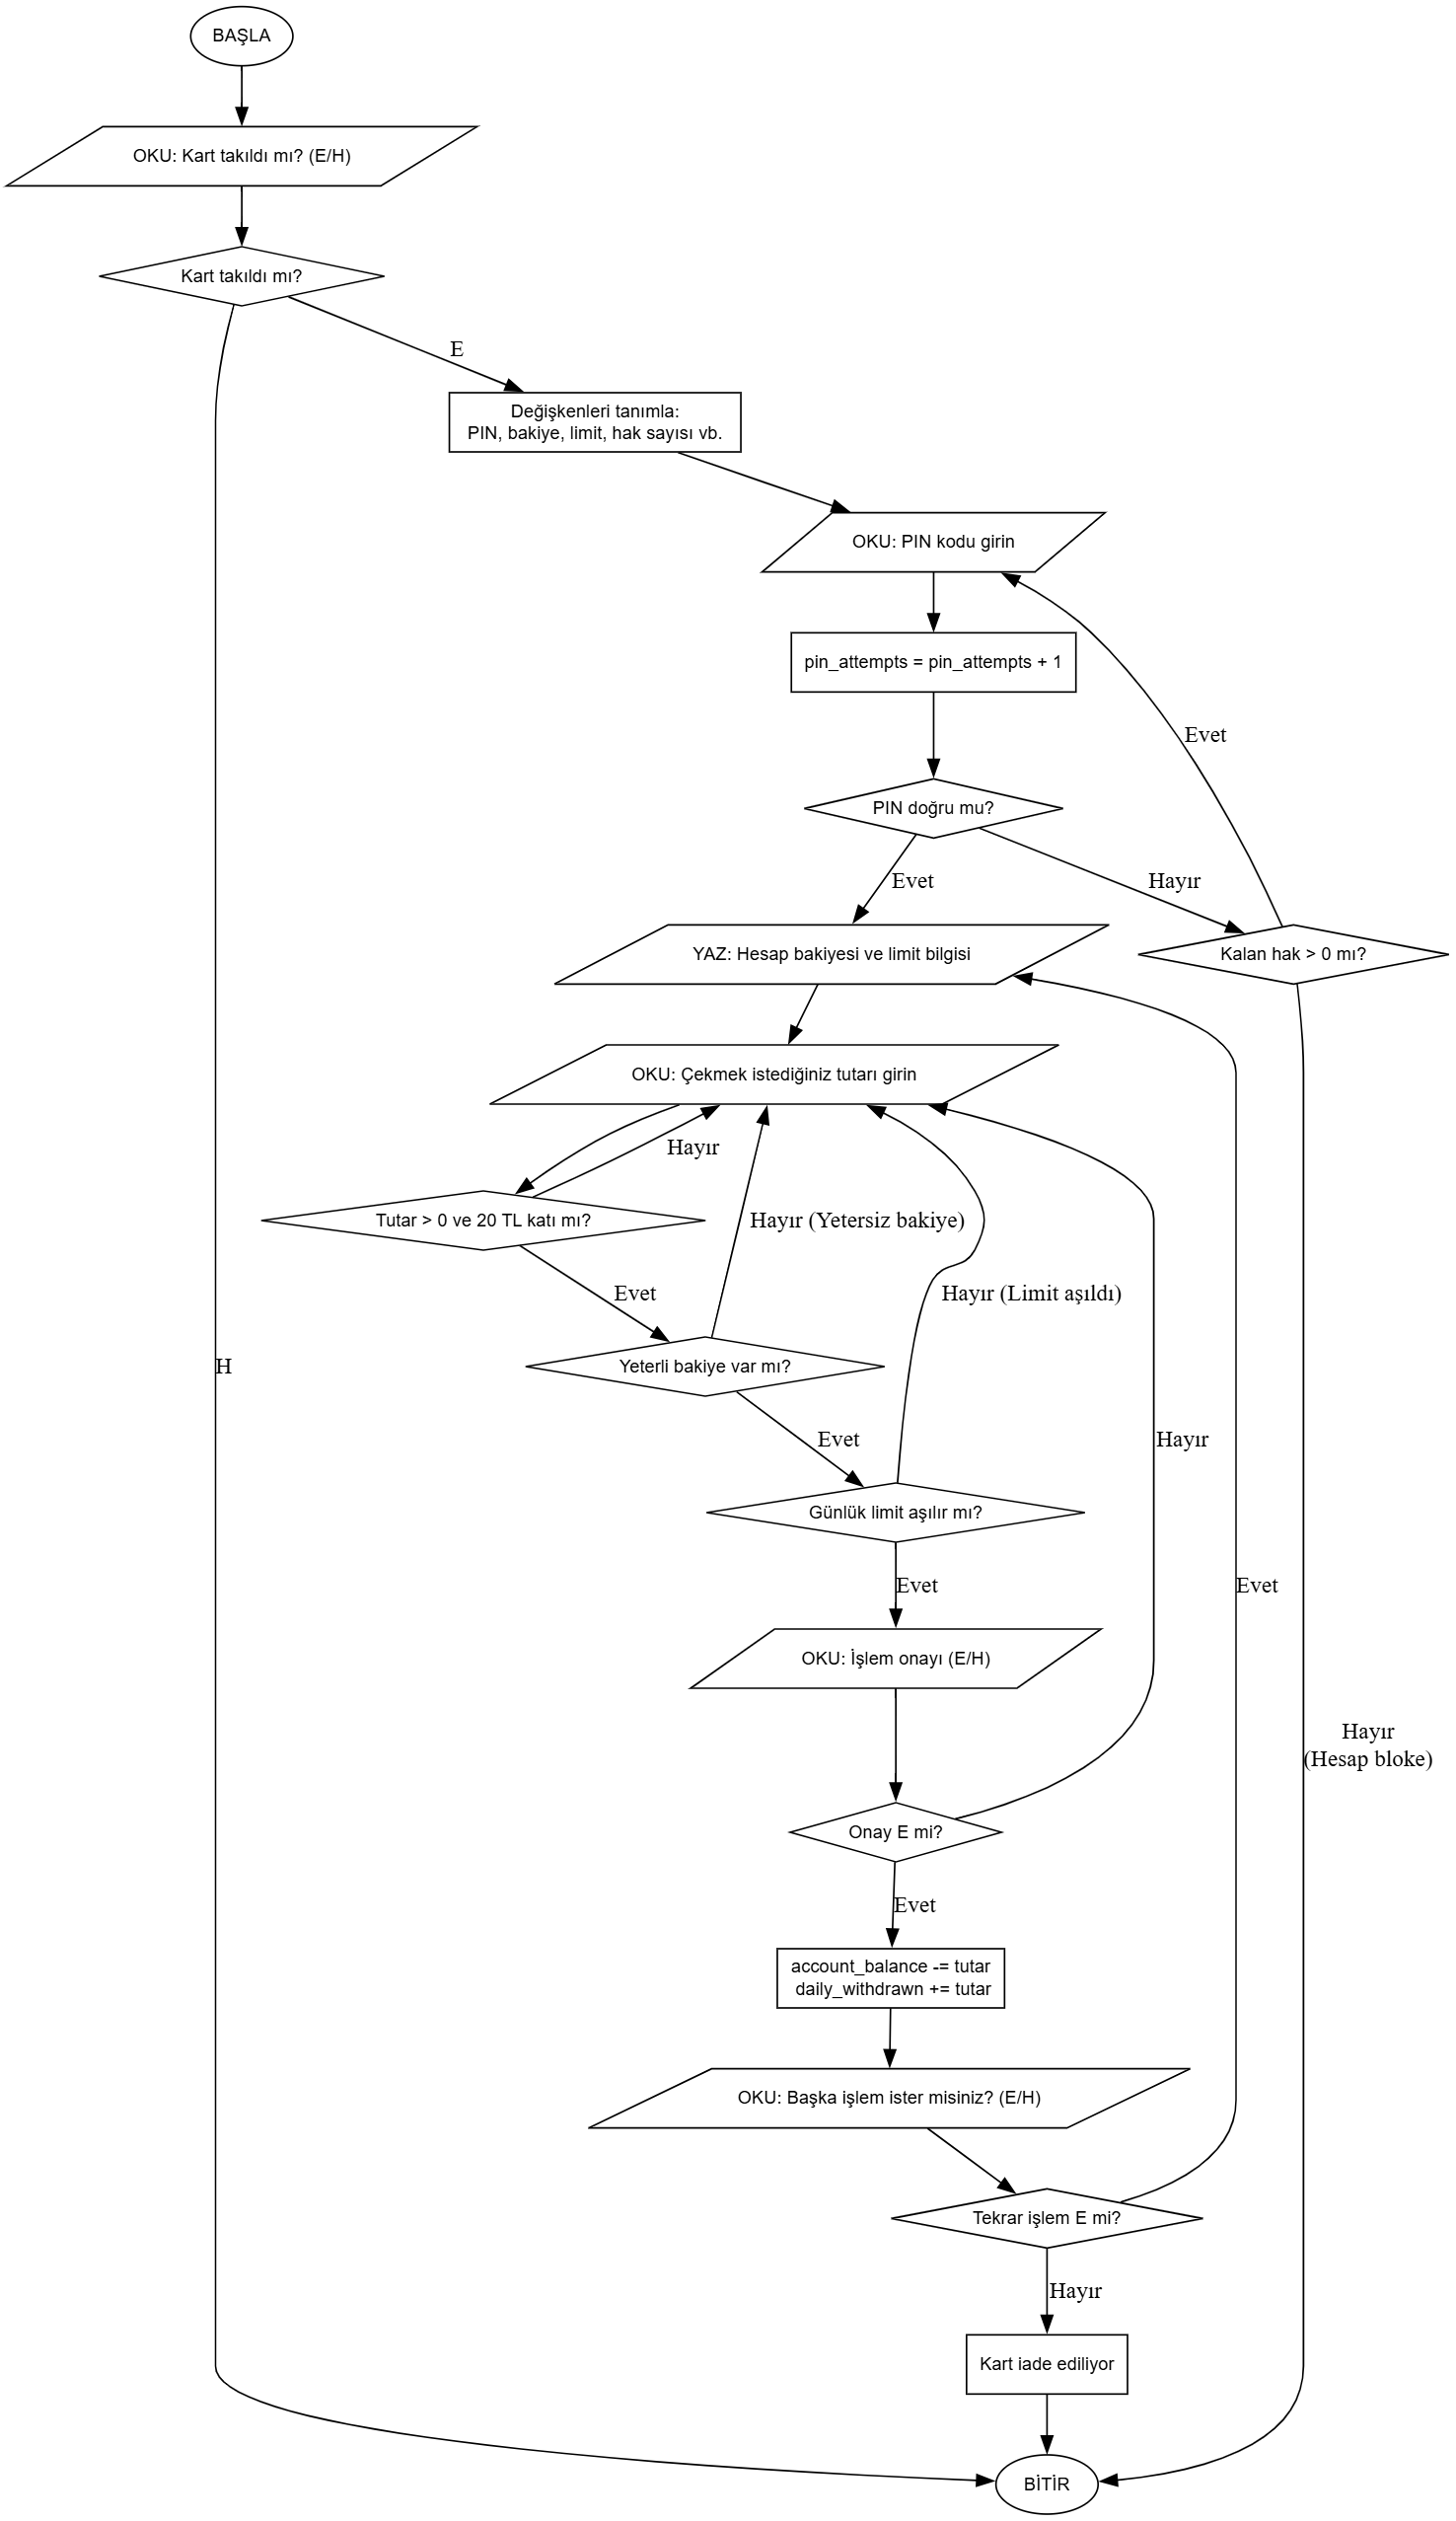 BAŞLA
OKU: Kart takıldı mı? (E/H)
Kart takıldı mı?
E
Değişkenleri tanımla:
PIN, bakiye, limit, hak sayısı vb.
OKU: PIN kodu girin
pin_attempts = pin_attempts + 1
Evet
PIN doğru mu?
Evet
Hayır
YAZ: Hesap bakiyesi ve limit bilgisi
Kalan hak > 0 mı?
OKU: Çekmek istediğiniz tutarı girin
Hayır
Tutar > 0 ve 20 TL katı mı?
Hayır (Yetersiz bakiye)
Evet
Hayır (Limit aşıldı)
H
Yeterli bakiye var mı?
Evet
Hayır
Günlük limit aşılır mı?
Evet
Evet
OKU: İşlem onayı (E/H)
Hayır
(Hesap bloke)
Onay E mi?
Evet
account_balance -= tutar
daily_withdrawn += tutar
OKU: Başka işlem ister misiniz? (E/H)
Tekrar işlem E mi?
Hayır
Kart iade ediliyor
BİTİR